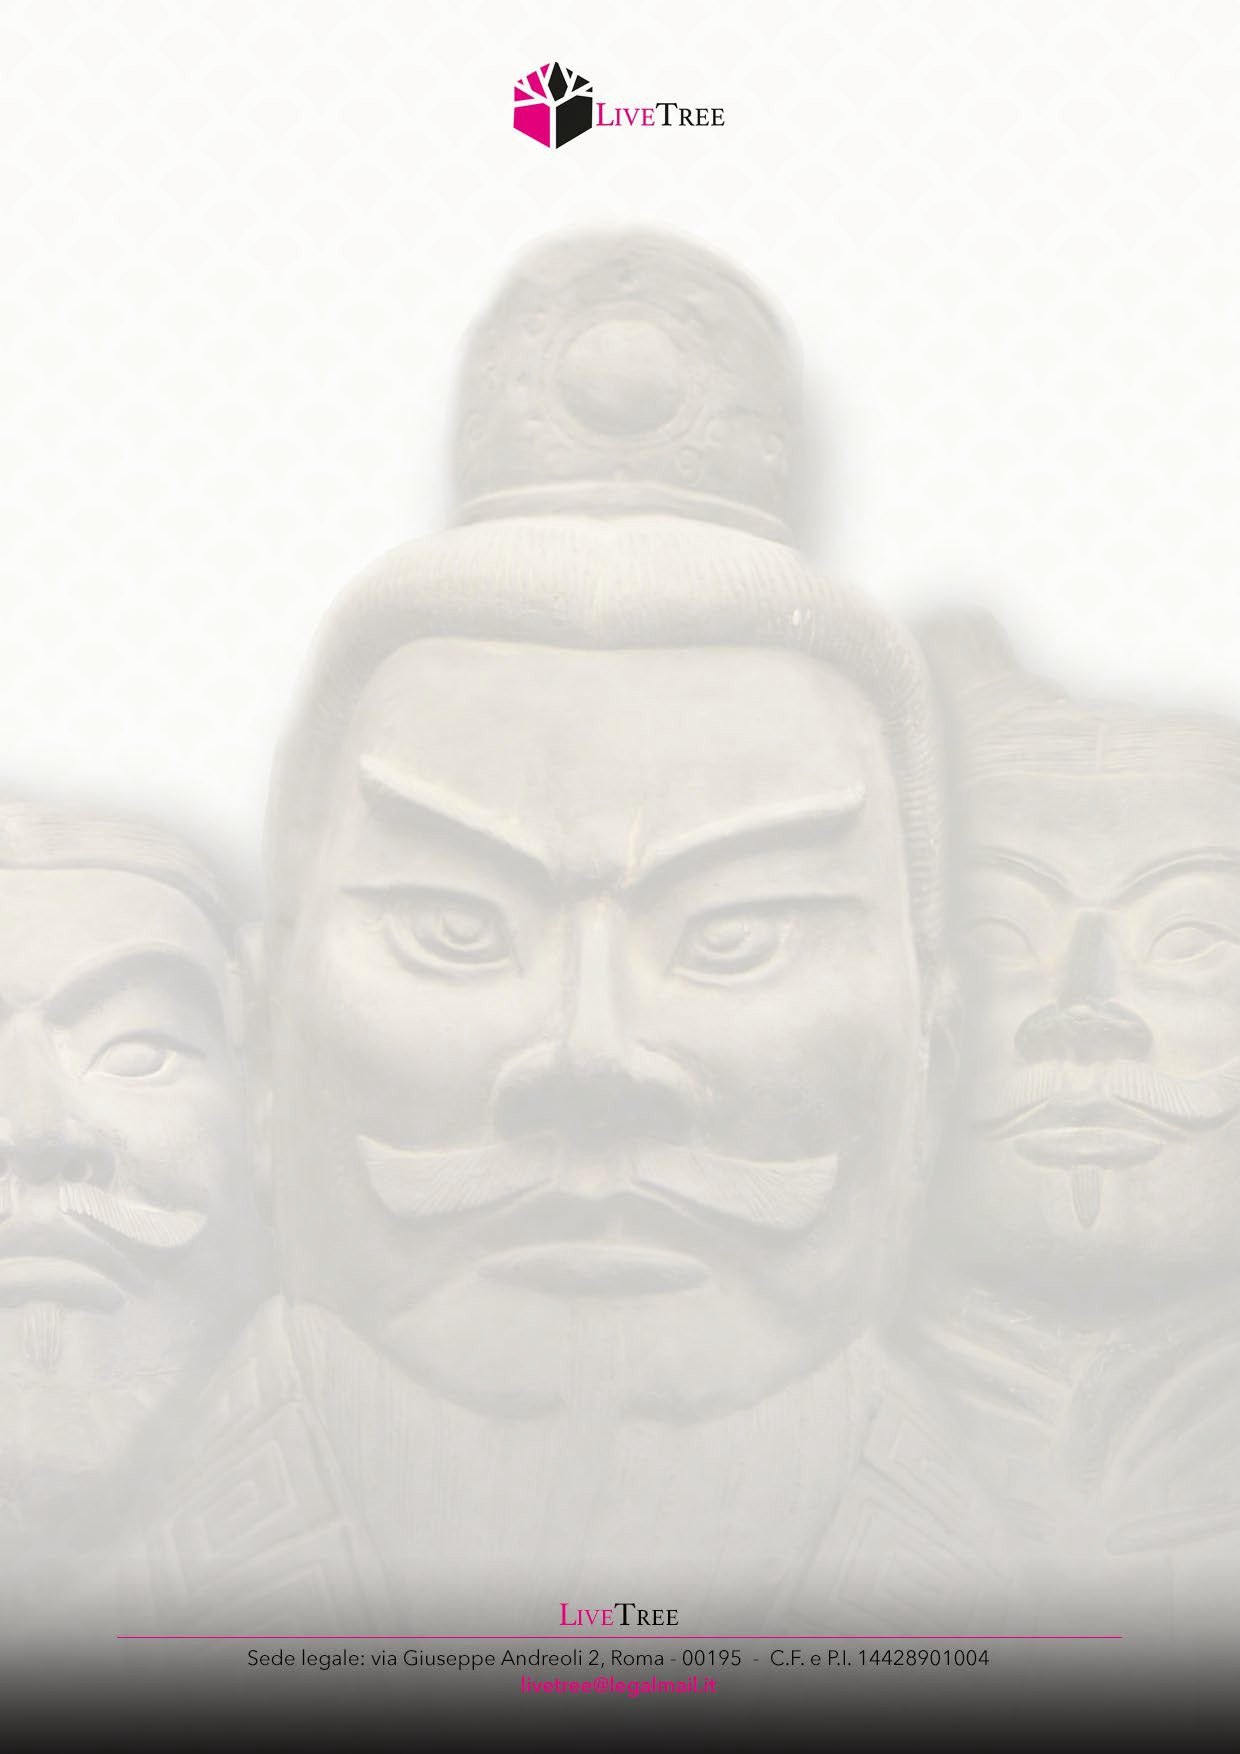 LIVETREE
LIVETREE
Sede legale: via Giuseppe Andreoli 2, Roma - 00195 - C.F. e P.I. 14428901004
livetree@legalmail.it